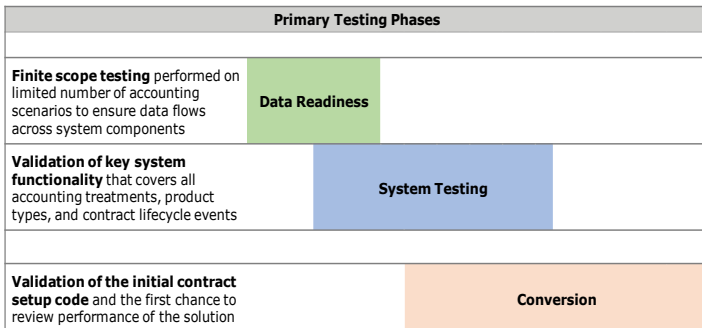 Primary Testing Phases
Finite scope testing performed on
limited number of accounting
scenarios to ensure data flows
across system components
Data Readiness
Validation of key system
functionality that covers all
accounting treatments, product
types, and contract lifecycle events
System Testing
Validation of the initial contract
setup code and the first chance to
review performance of the solution
Conversion